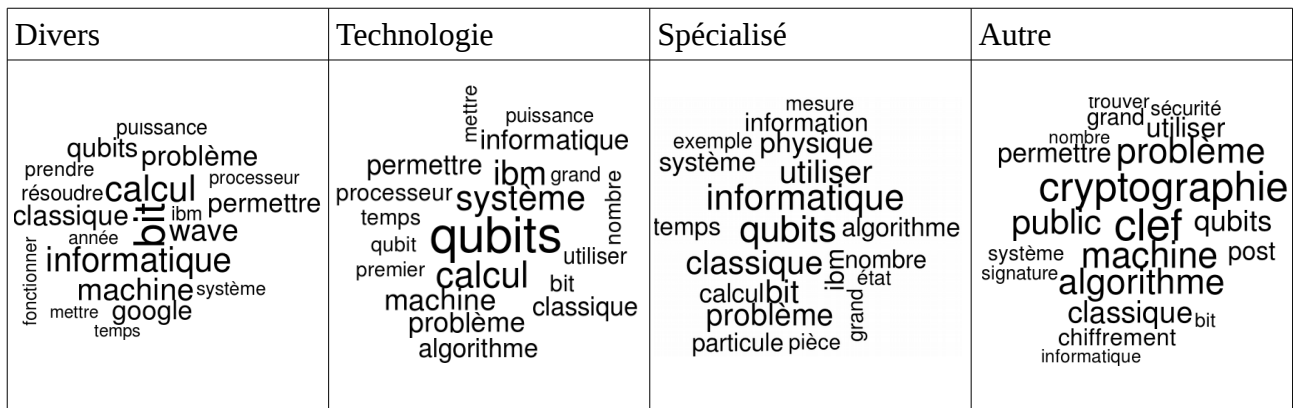 Divers
Technologie
Spécialisé
Autre
puissance
qubits problème
prendre
résoudre calcul processeur
classique bit ibm permettre
année wave
fonctionner informatique
machine système
mettre google
temps
mettre puissance
informatique
permettre ibm grand
processeur système nombre
temps
qubits
qubit utiliser
premier calcul bit
machine classique
problème
algorithme
mesure
information
exemple physique
système utiliser
informatique
temps qubits algorithme
classique ibm nombre
état
calcul bit
problème grand
particule pièce
trouver sécurité
grand utiliser
nombre
permettre problème
cryptographie
public clef qubits
système machine post
signature algorithme
classique bit
chiffrement
informatique